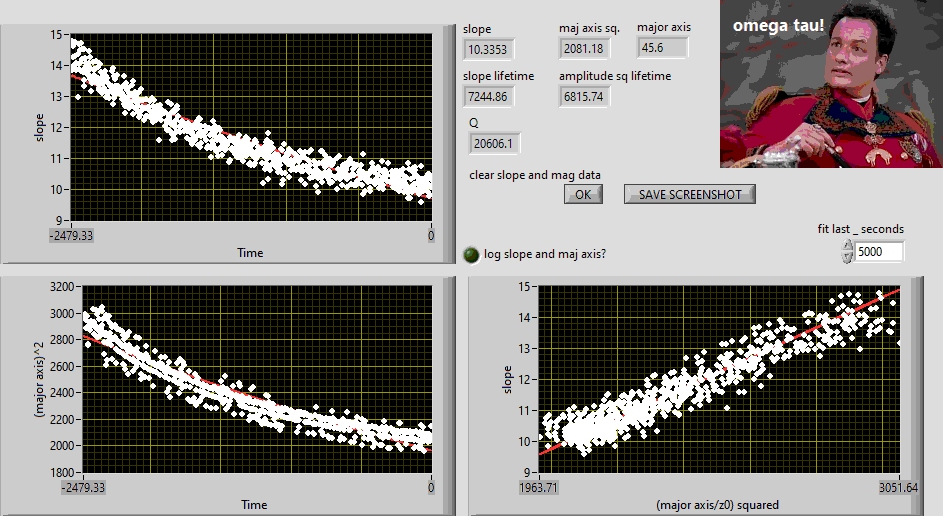 15
14
13
12
11
10
9
slope
-2479.33
0
Time
slope
maj axis sq.
major axis
10.3353
2081.18
45.6
slope lifetime
amplitude sq lifetime
7244.86
6815.74
Q
20606.1
clear slope and mag data
OK
SAVE SCREENSHOT
omega tau!
log slope and maj axis?
fit last _ seconds
5000
3200
3000
2800
2600
2400
2200
2000
1800
(major axis)^2
-2479.33
0
Time
15
14
13
12
11
10
9
slope
1963.71
3051.64
(major axis/z0) squared